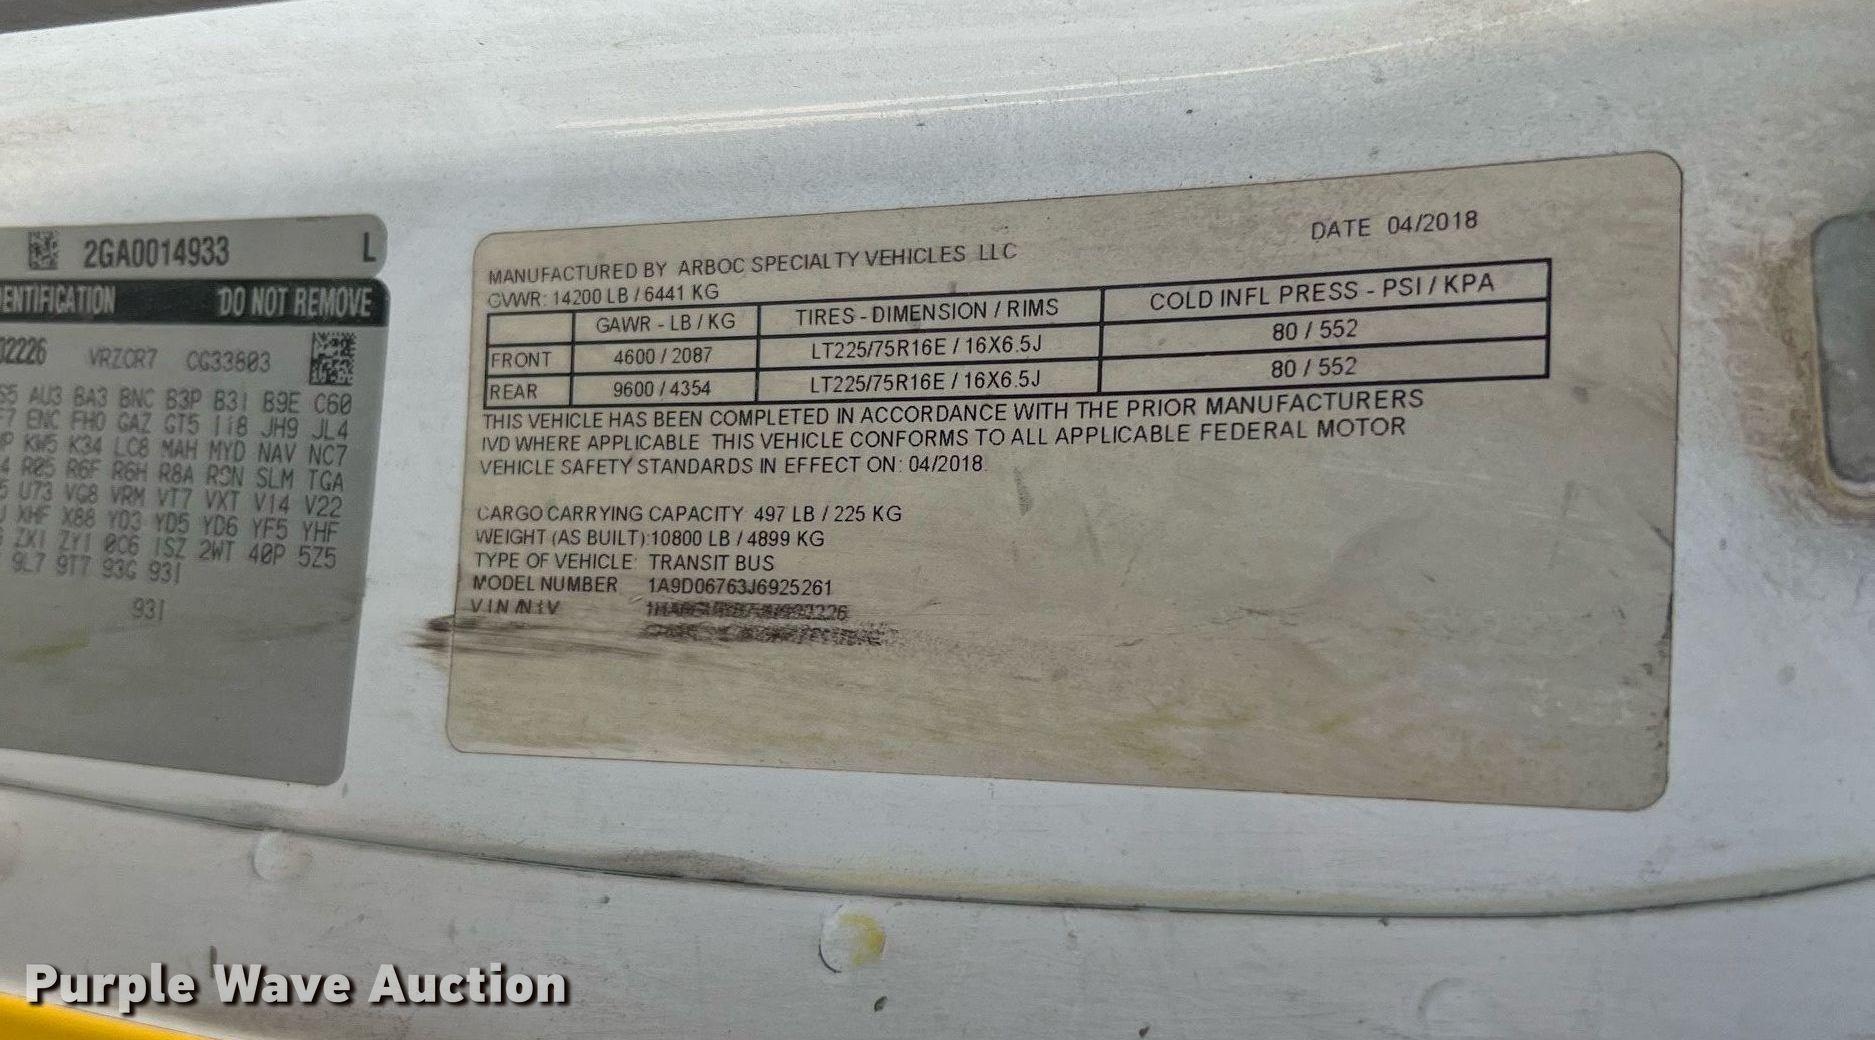 2GA0014933 L
DO NOT REMOVE
VRZCR7 CG33803
AU3 BA3 BNC B3P B3I B9E C60
ENC FHO GAZ GT5 I18 JH9 JL4
KW5 K34 LC8 MAH MYD NAV NC7
R05 R6F R6H R8A RSN SLM TGA
U73 VG8 VRM VT7 VXT V14 V22
XHF X88 YD3 YD5 YD6 YF5 YHF
ZX1 ZY1 0C6 1SZ 2WT 40P 5Z5
9L7 9T7 93G 93I
93I
DATE 04/2018
MANUFACTURED BY ARBOC SPECIALTY VEHICLES LLC
GVWR: 14200 LB / 6441 KG
GAWR - LB / KG TIRES - DIMENSION / RIMS COLD INFL PRESS - PSI / KPA
FRONT 4600 / 2087 LT225/75R16E / 16X6.5J 80 / 552
REAR 9600 / 4354 LT225/75R16E / 16X6.5J 80 / 552
THIS VEHICLE HAS BEEN COMPLETED IN ACCORDANCE WITH THE PRIOR MANUFACTURERS
IVD WHERE APPLICABLE THIS VEHICLE CONFORMS TO ALL APPLICABLE FEDERAL MOTOR
VEHICLE SAFETY STANDARDS IN EFFECT ON: 04/2018.
CARGO CARRYING CAPACITY 497 LB / 225 KG
WEIGHT (AS BUILT): 10800 LB / 4899 KG
TYPE OF VEHICLE: TRANSIT BUS
MODEL NUMBER 1A9D06763J6925261
VIN/NIV
Purple Wave Auction